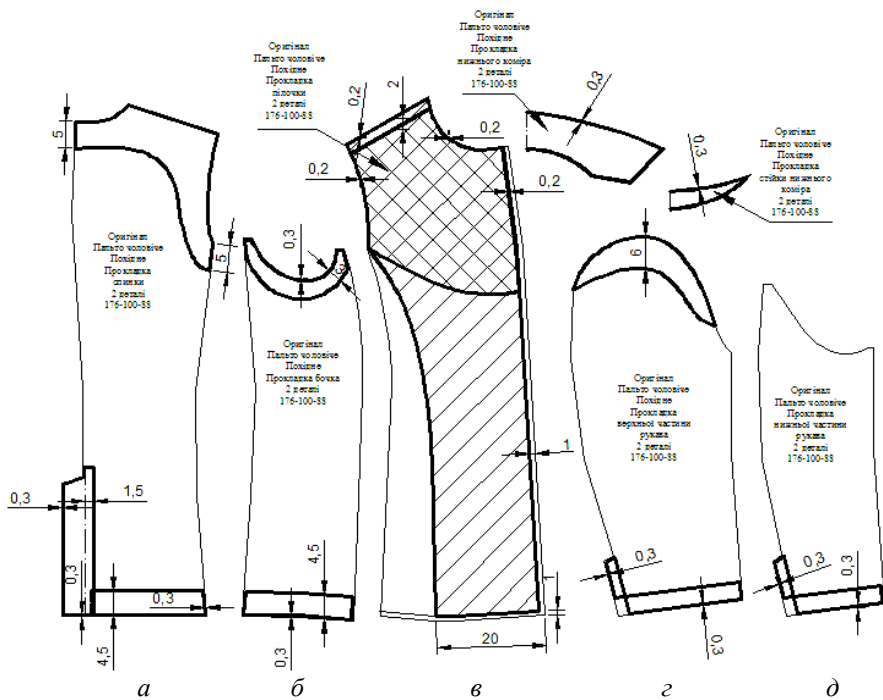 Оригінал
Пальто чоловіче
Похідне
Прокладка
пілочки
2 деталі
176-100-88
Оригінал
Пальто чоловіче
Похідне
Прокладка
нижнього коміра
2 деталі
176-100-88
Оригінал
Пальто чоловіче
Похідне
Прокладка
стійки нижнього
коміра
2 деталі
176-100-88
5
0,2
2
0,2
0,3
0,2
0,2
0,3
Оригінал
Пальто чоловіче
Похідне
Прокладка
спинки
2 деталі
176-100-88
5
0,3
6
Оригінал
Пальто чоловіче
Похідне
Прокладка бочка
2 деталі
176-100-88
Оригінал
Пальто чоловіче
Похідне
Прокладка
верхньої частини
рукава
2 деталі
176-100-88
Оригінал
Пальто чоловіче
Прокладка
нижньої частини
рукава
2 деталі
176-100-88
1
0,3
1,5
4,5
0,3
0,3
4,5
0,3
1
20
0,3
0,3
0,3
0,3
а
б
в
г
д